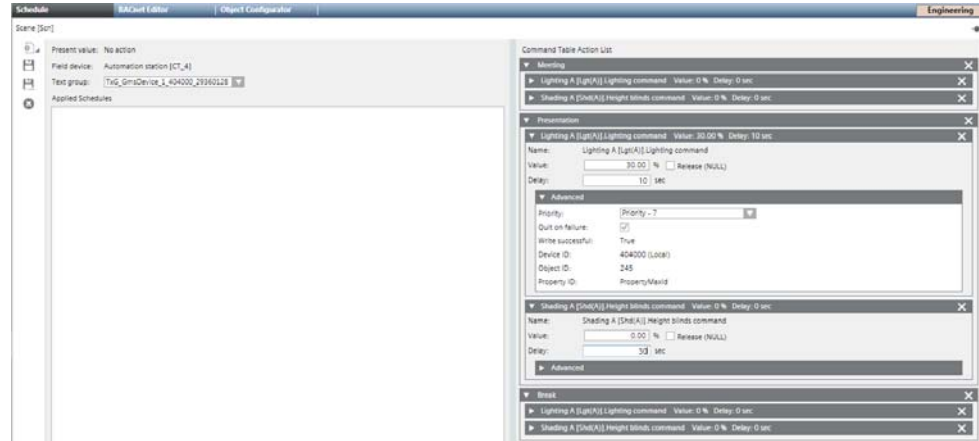 Schedule BACnet Editor Object Configurator Engineering
Scene [Scn]
Present value: No action
Field device: Automation station [CT_4]
Text group: TxG_GmsDevice_1_404000_29360128
Applied Schedules
Command Table Action List
Meeting
Lighting A [Lgt(A)].Lighting command Value: 0 % Delay: 0 sec
Shading A [Shd(A)].Height blinds command Value: 0 % Delay: 0 sec
Presentation
Lighting A [Lgt(A)].Lighting command Value: 30.00 % Delay: 10 sec
Name: Lighting A [Lgt(A)].Lighting command
Value: 30.00 % Release (NULL)
Delay: 10 sec
Advanced
Priority: Priority - 7
Quit on failure:
Write successful: True
Device ID: 404000 (Local)
Object ID: 245
Property ID: PropertyMaxId
Shading A [Shd(A)].Height blinds command Value: 0 % Delay: 0 sec
Name: Shading A [Shd(A)].Height blinds command
Value: 0.00 % Release (NULL)
Delay: 30 sec
Advanced
Break
Lighting A [Lgt(A)].Lighting command Value: 0 % Delay: 0 sec
Shading A [Shd(A)].Height blinds command Value: 0 % Delay: 0 sec